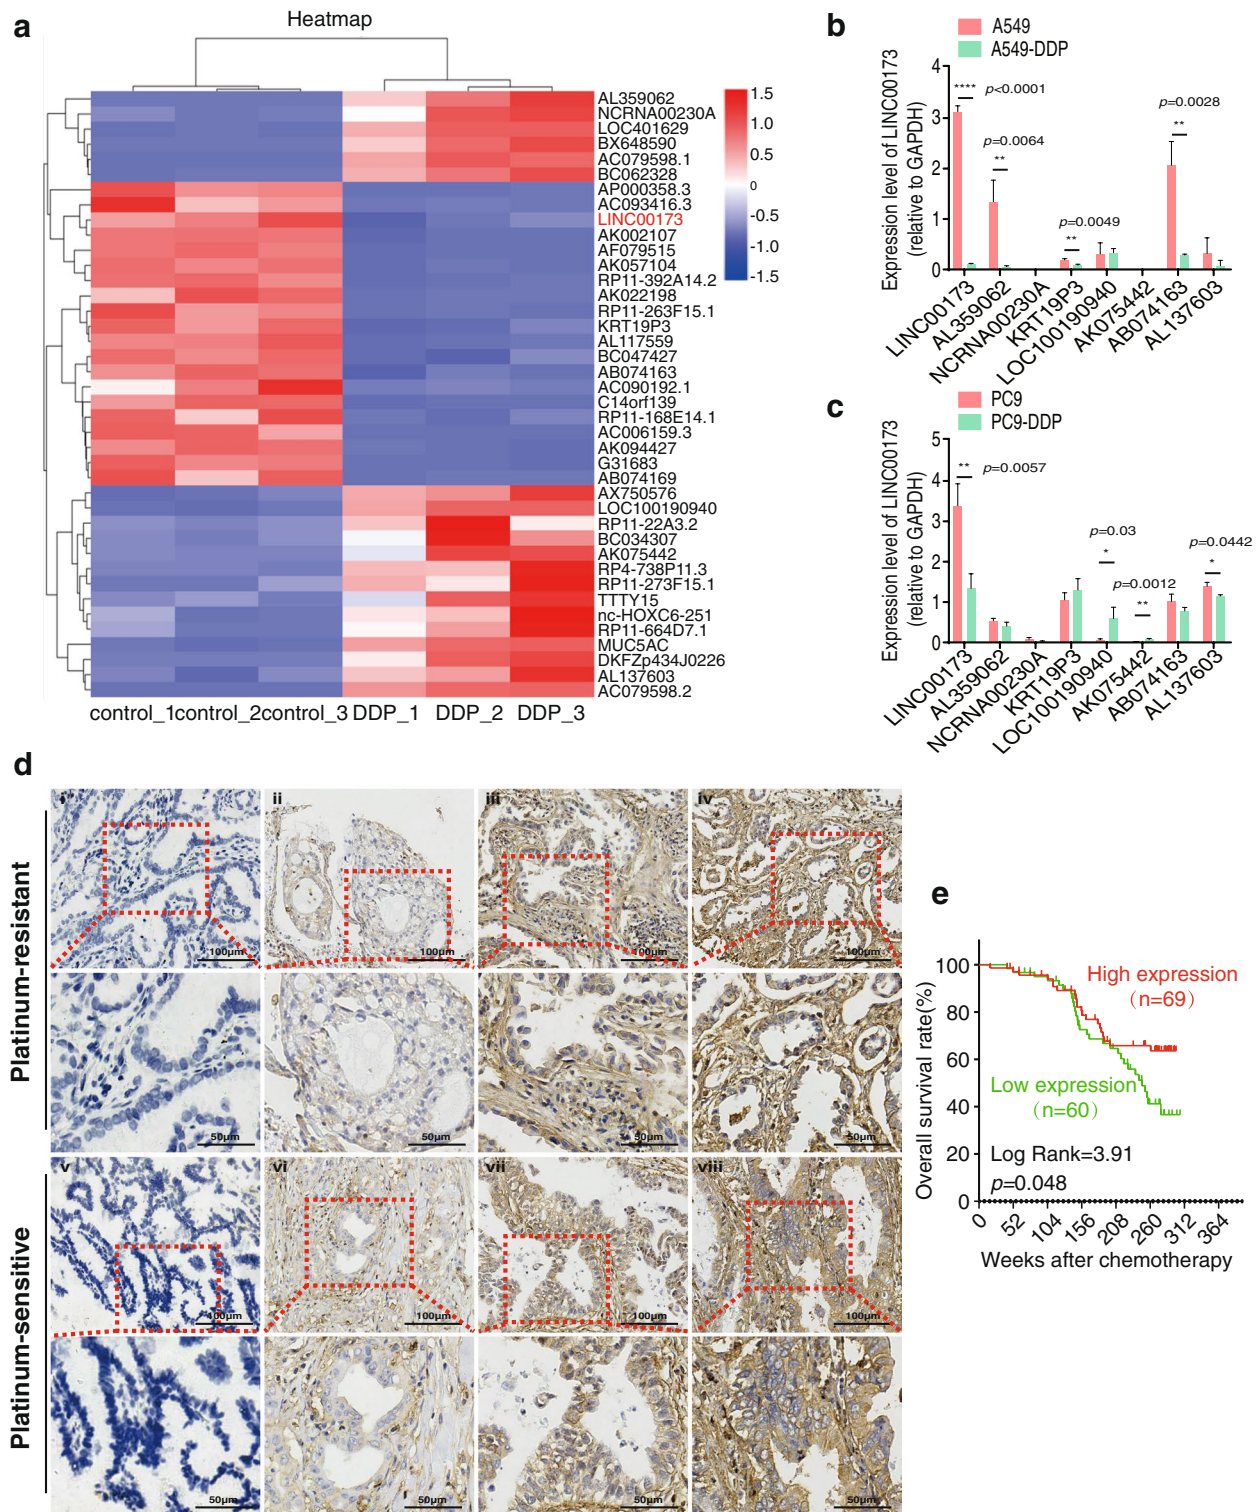 a
Heatmap
AL359062
NCRNA00230A
LOC401629
BX648590
AC079598.1
BC062328
AP000358.3
AC093416.3
LINC00173
AK002107
AF079515
AK057104
RP11-392A14.2
AK022198
RP11-263F15.1
KRT19P3
AL117559
BC047427
AB074163
AC090192.1
C14orf139
RP11-168E14.1
AC006159.3
AK094427
G31683
AB074169
AX750576
LOC100190940
RP11-22A3.2
BC034307
AK075442
RP4-738P11.3
RP11-273F15.1
TTTY15
nc-HOXC6-251
RP11-664D7.1
MUC5AC
DKFZp434J0226
AL137603
AC079598.2
control_1 control_2 control_3 DDP_1 DDP_2 DDP_3
1.5
1.0
0.5
0
-0.5
-1.0
-1.5
b
A549
A549-DDP
Expression level of LINC00173
(relative to GAPDH)
4
3
2
1
0
**** p<0.0001
p=0.0064
**
p=0.0049
**
p=0.0028
**
LINC00173
AL359062
NCRNA00230A
KRT19P3
LOC100190940
AK075442
AB074163
AL137603
c
PC9
PC9-DDP
Expression level of LINC00173
(relative to GAPDH)
5
4
3
2
1
0
** p=0.0057
p=0.03
*
p=0.0012
**
p=0.0442
*
LINC00173
AL359062
NCRNA00230A
KRT19P3
LOC100190940
AK075442
AB074163
AL137603
d
Platinum-resistant
i ii iii iv
100μm 100μm 100μm 100μm
50μm 50μm 50μm 50μm
Platinum-sensitive
v vi vii viii
100μm 100μm 100μm 100μm
50μm 50μm 50μm 50μm
e
Overall survival rate(%)
100
80
60
40
20
0
High expression
(n=69)
Low expression
(n=60)
Log Rank=3.91
p=0.048
0 52 104 156 208 260 312 364
Weeks after chemotherapy